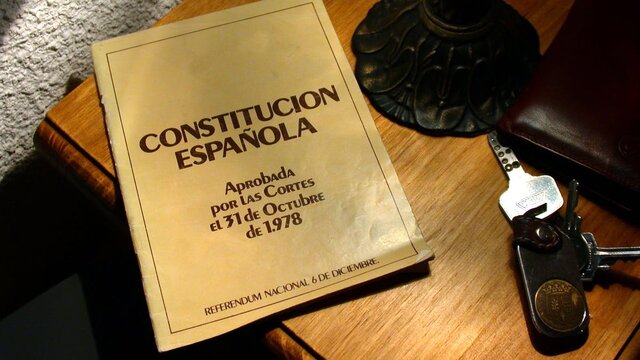 CONSTITUCION
ESPAÑOLA
APROBADA
POR LAS CORTES
EL 31 DE OCTUBRE
DE 1.978
REFERENDUM NACIONAL 6 DE DICIEMBRE.